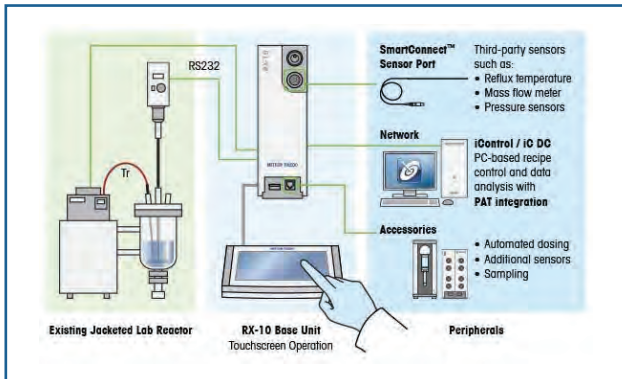 SmartConnect™
Sensor Port
Third-party sensors
such as:
• Reflux temperature
• Mass flow meter
• Pressure sensors
RS232
Network
iControl / iC DC
PC-based recipe
control and data
analysis with
PAT integration
Tr
METTLER TOLEDO
Accessories
• Automated dosing
• Additional sensors
• Sampling
Existing Jacketed Lab Reactor
RX-10 Base Unit
Touchscreen Operation
Peripherals